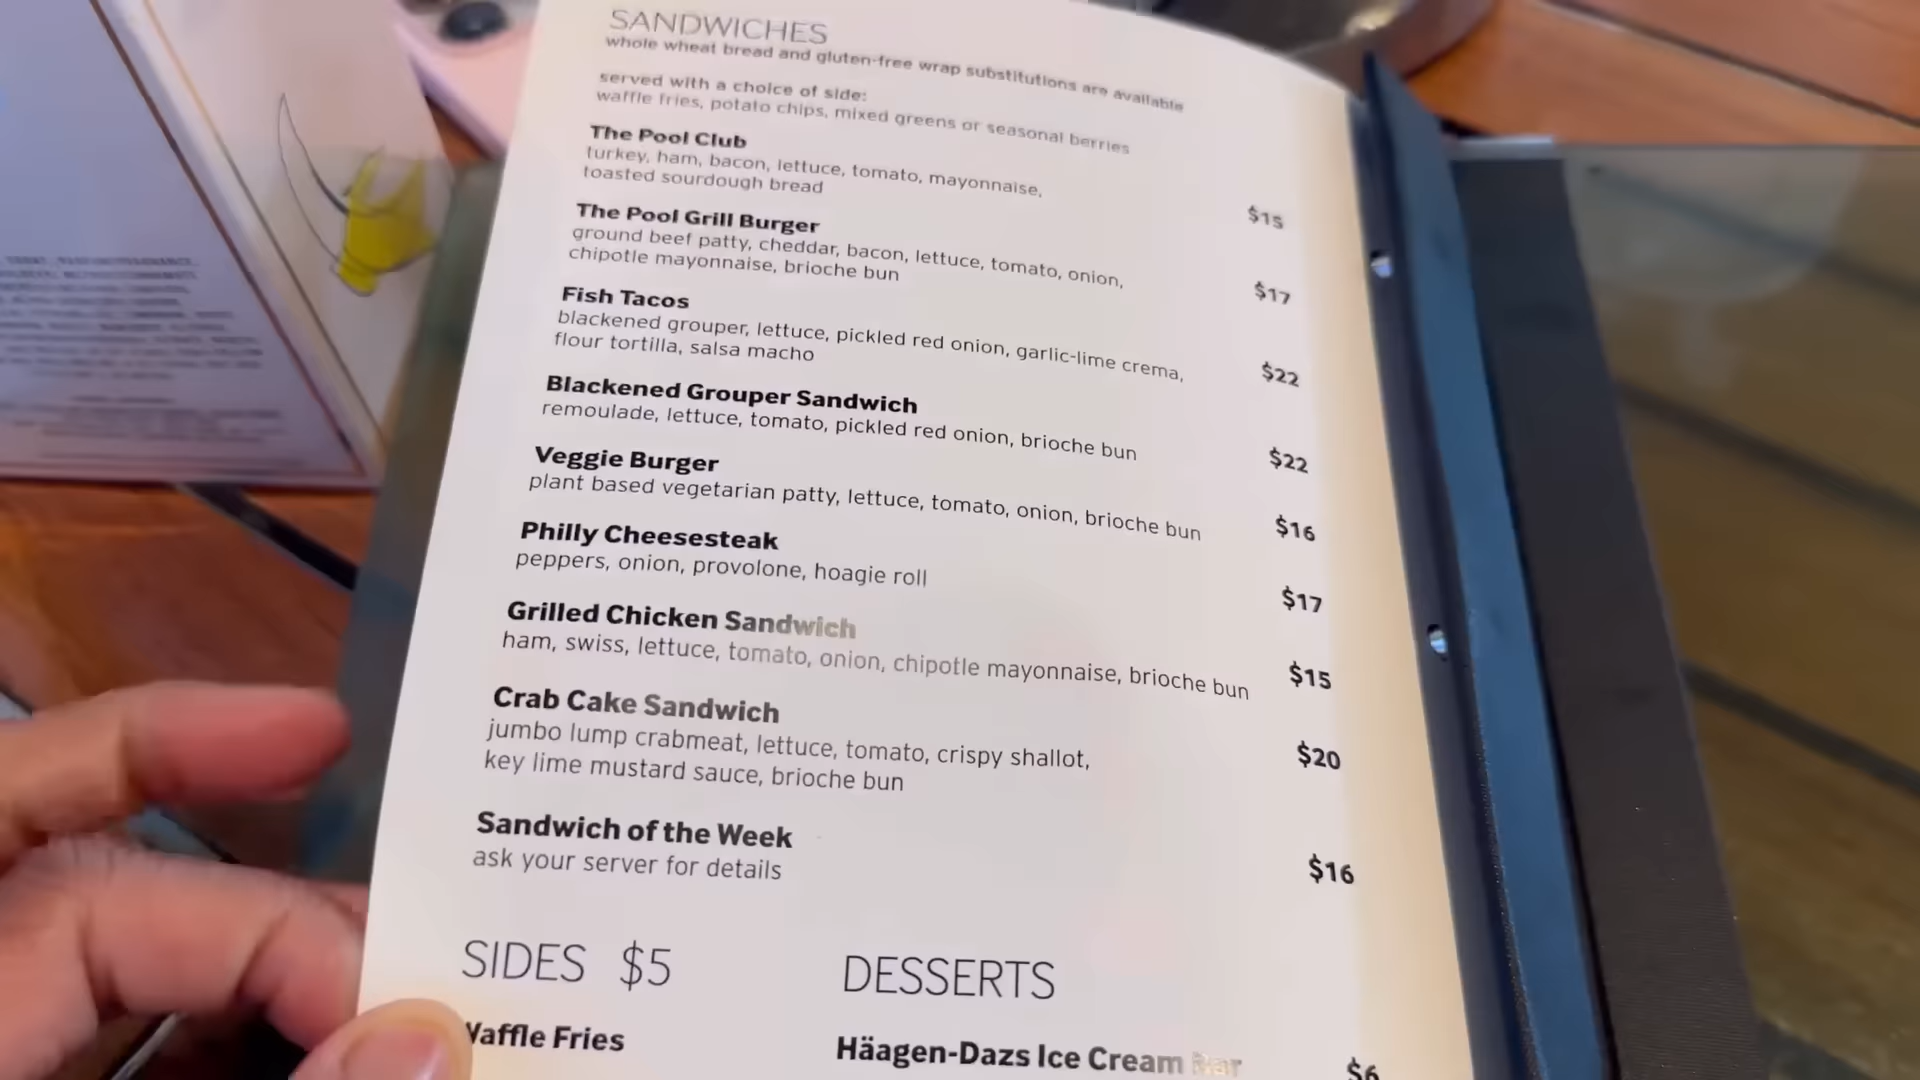 SANDWICHES
whole wheat bread and gluten-free wrap substitutions are available
served with a choice of side:
waffle fries, potato chips, mixed greens or seasonal berries
The Pool Club
turkey, ham, bacon, lettuce, tomato, mayonnaise,
toasted sourdough bread
$15
The Pool Grill Burger
ground beef patty, cheddar, bacon, lettuce, tomato, onion,
chipotle mayonnaise, brioche bun
$17
Fish Tacos
blackened grouper, lettuce, pickled red onion, garlic-lime crema,
flour tortilla, salsa macho
$22
Blackened Grouper Sandwich
remoulade, lettuce, tomato, pickled red onion, brioche bun
$22
Veggie Burger
plant based vegetarian patty, lettuce, tomato, onion, brioche bun
$16
Philly Cheesesteak
peppers, onion, provolone, hoagie roll
$17
Grilled Chicken Sandwich
ham, swiss, lettuce, tomato, onion, chipotle mayonnaise, brioche bun
$15
Crab Cake Sandwich
jumbo lump crabmeat, lettuce, tomato, crispy shallot,
key lime mustard sauce, brioche bun
$20
Sandwich of the Week
ask your server for details
$16
SIDES $5
Waffle Fries
DESSERTS
Häagen-Dazs Ice Cream Bar
$6